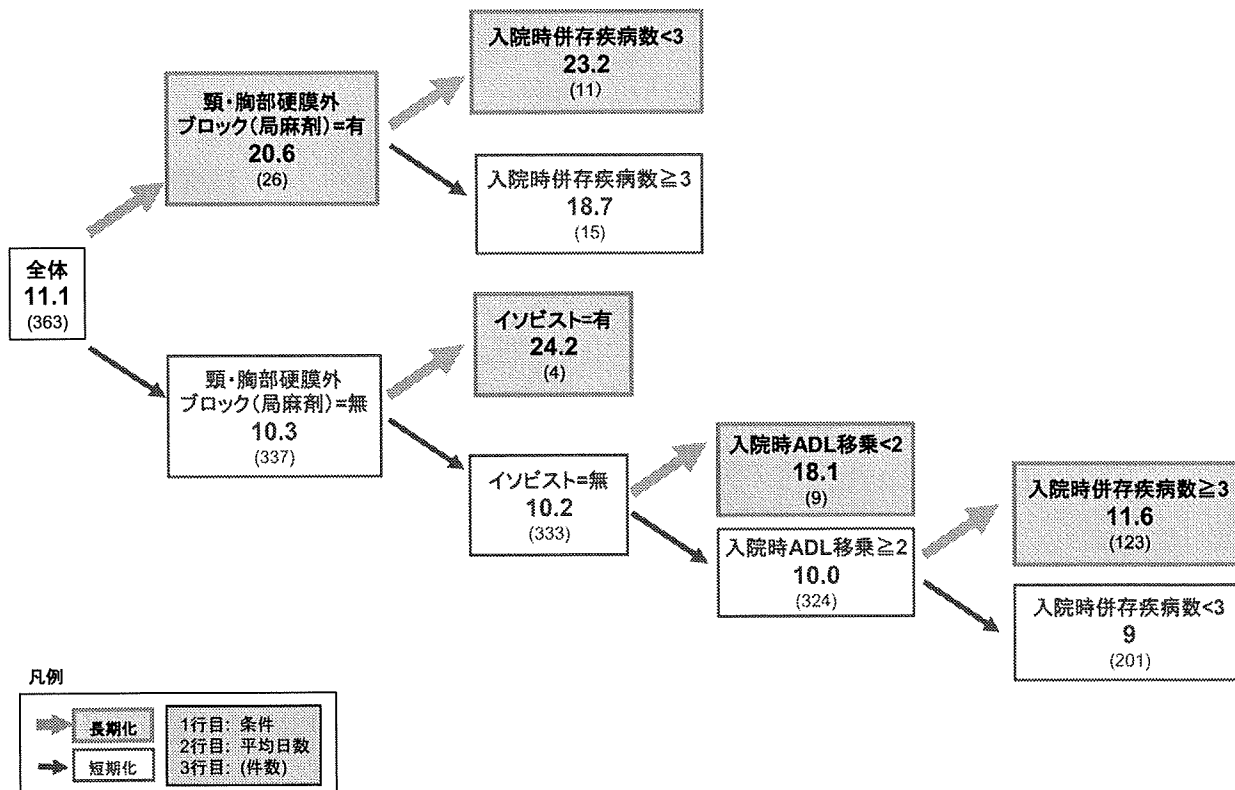 入院時併存疾病数<3
23.2
(11)
頸・胸部硬膜外
ブロック(局麻剤)=有
20.6
(26)
入院時併存疾病数≧3
18.7
(15)
全体
11.1
(363)
イソビスト=有
24.2
(4)
頸・胸部硬膜外
ブロック(局麻剤)=無
10.3
(337)
イソビスト=無
10.2
(333)
入院時ADL移乗<2
18.1
(9)
入院時ADL移乗≧2
10.0
(324)
入院時併存疾病数≧3
11.6
(123)
入院時併存疾病数<3
9
(201)
凡例
長期化
短期化
1行目: 条件
2行目: 平均日数
3行目: (件数)